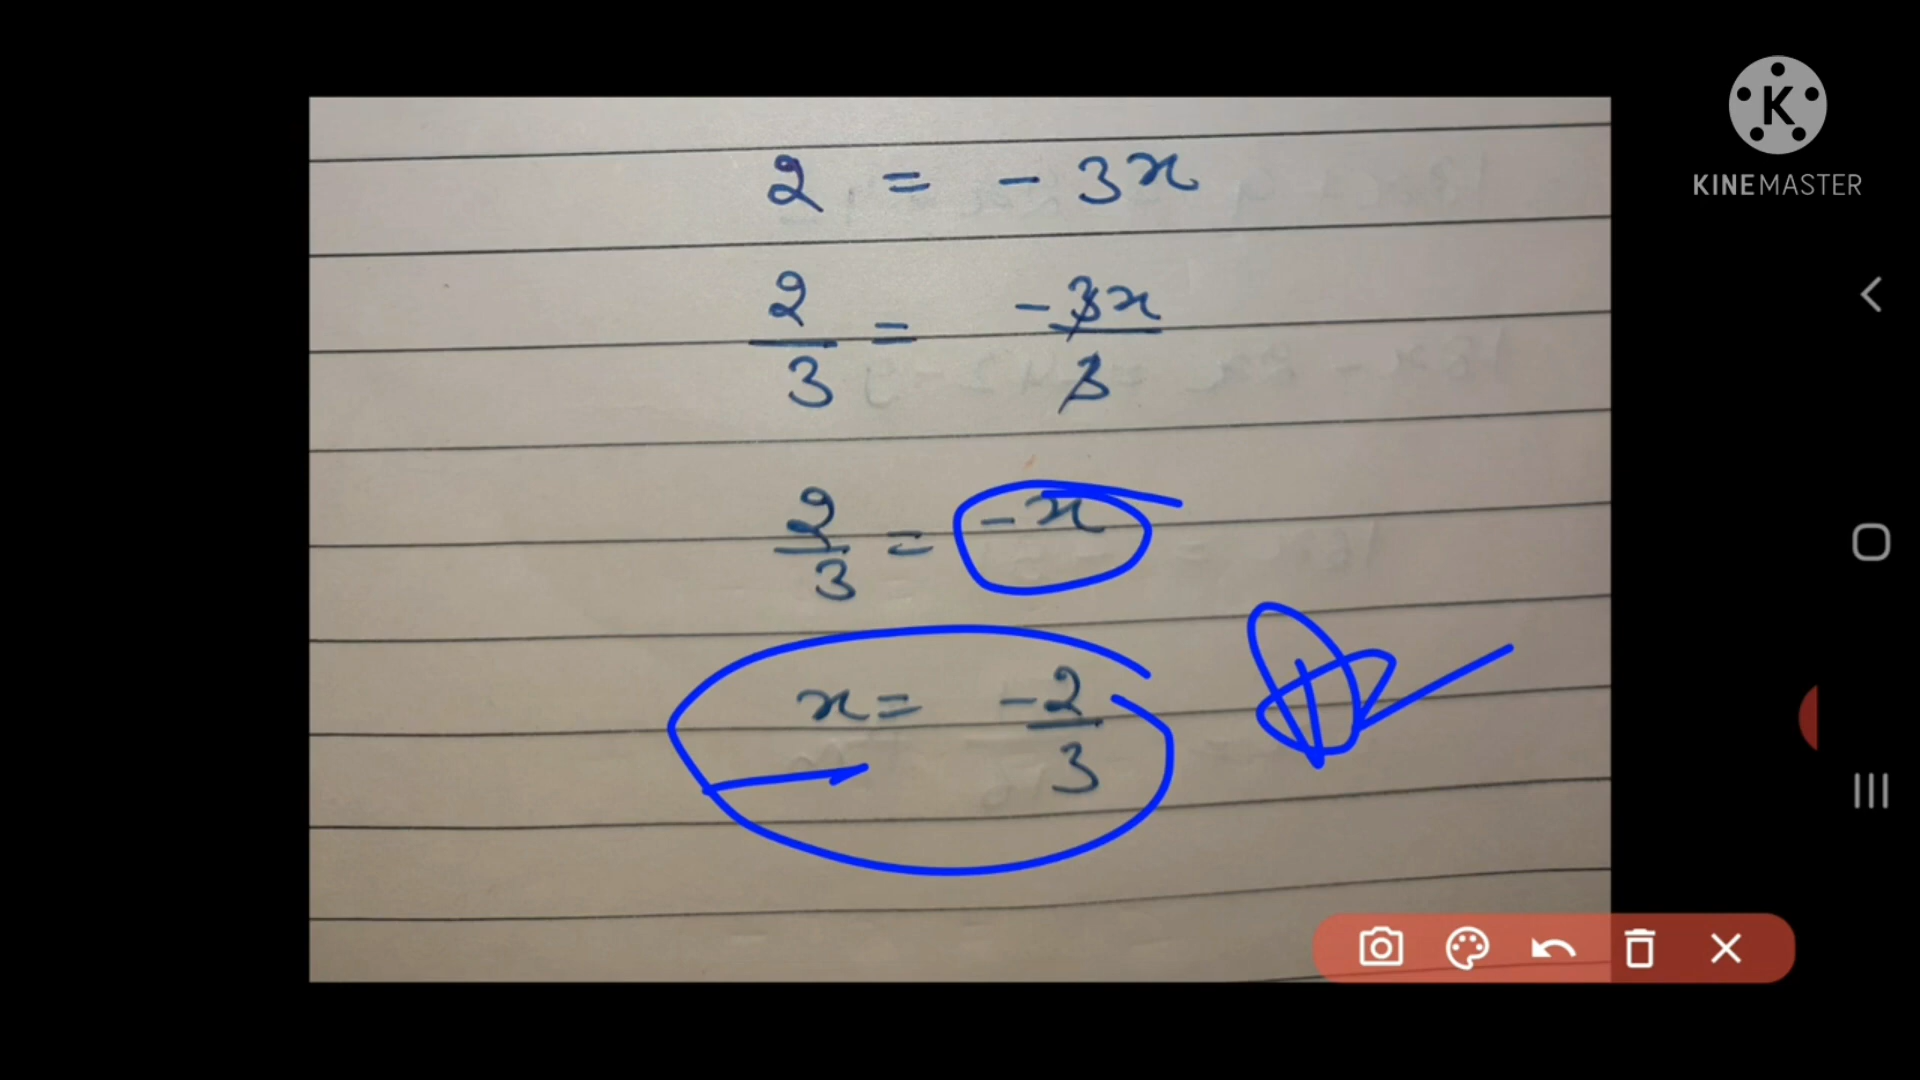 2 = - 3x
2/3 = -3x/3
2/3 = -x
x = -2/3
KINEMASTER